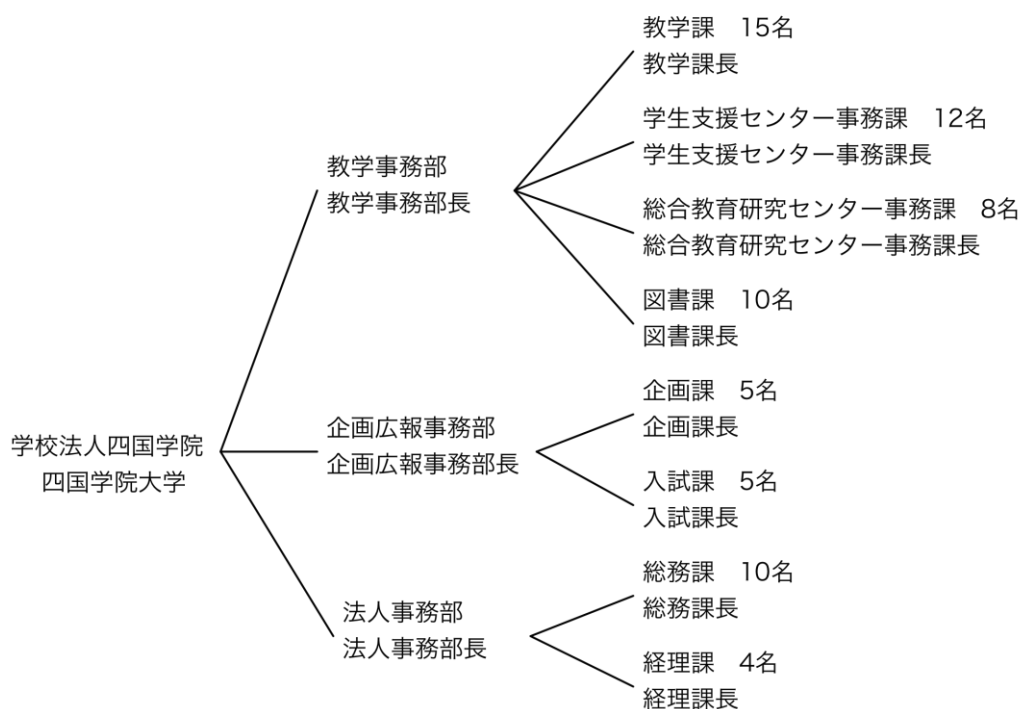 学校法人四国学院
四国学院大学
教学事務部
教学事務部長
教学課　15名
教学課長
学生支援センター事務課　12名
学生支援センター事務課長
総合教育研究センター事務課　8名
総合教育研究センター事務課長
図書課　10名
図書課長
企画広報事務部
企画広報事務部長
企画課　5名
企画課長
入試課　5名
入試課長
法人事務部
法人事務部長
総務課　10名
総務課長
経理課　4名
経理課長